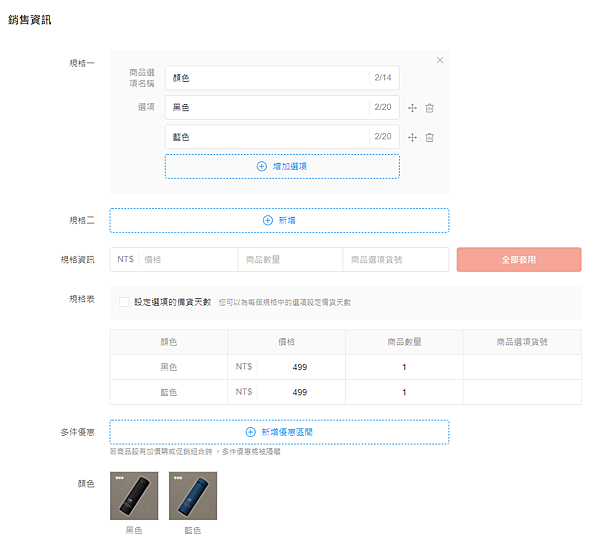 銷售資訊
規格一
商品選項名稱 顏色 2/14
選項 黑色 2/20
藍色 2/20
增加選項
規格二 新增
規格資訊 NT$ 價格 商品數量 商品選項貨號 全部套用
規格表 設定選項的備貨天數 您可以為每個規格中的選項設定備貨天數
顏色 價格 商品數量 商品選項貨號
黑色 NT$ 499 1
藍色 NT$ 499 1
多件優惠 新增優惠區間
若商品設有加價購或促銷組合時，多件優惠將被隱藏
顏色
黑色 藍色